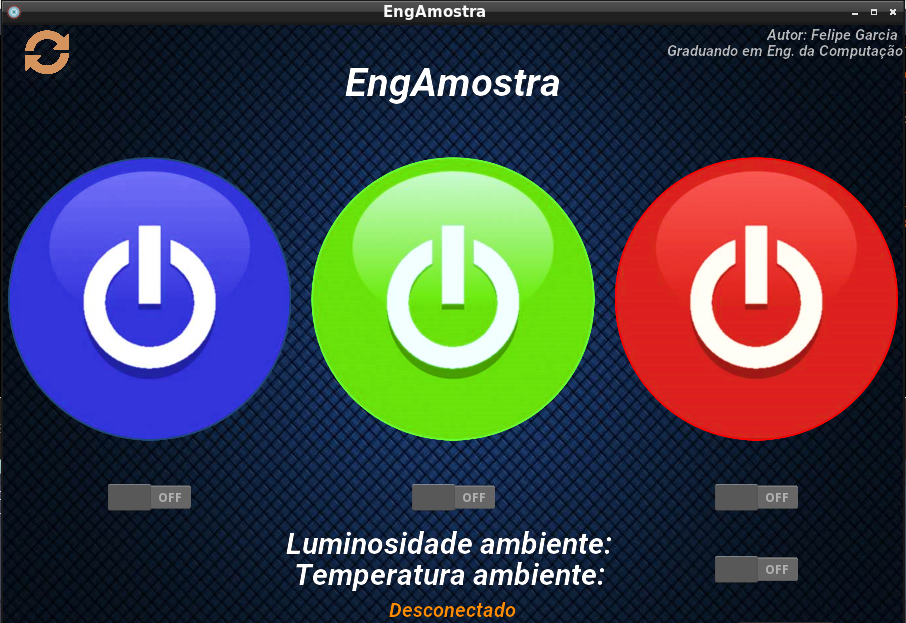 EngAmostra
Autor: Felipe Garcia
Graduando em Eng. da Computação
EngAmostra
OFF
OFF
OFF
Luminosidade ambiente:
Temperatura ambiente:
OFF
Desconectado